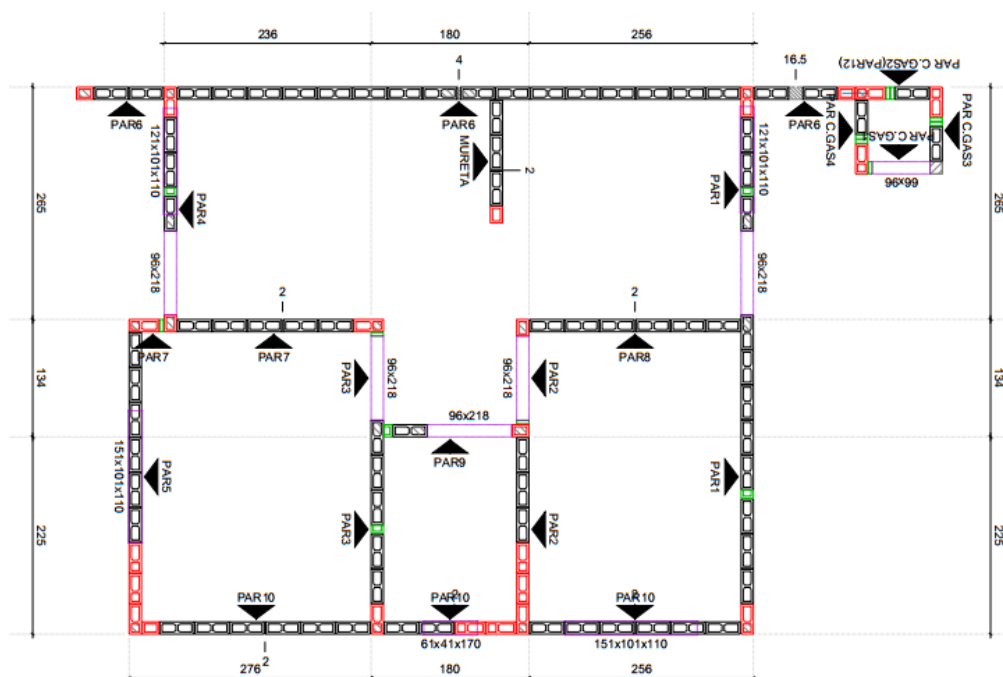 236
180
256
4
16.5
PAR C.GAS2(PAR12)
PAR6
PAR6
PAR6
PAR C.GAS4
PAR C.GAS1
PAR C.GAS3
96x66
121x101x110
MURETA
2
121x101x110
PAR1
PAR4
265
265
96x218
96x218
2
2
PAR7
PAR7
PAR8
134
134
PAR3
96x218
96x218
PAR2
96x218
PAR9
151x101x110
PAR5
PAR1
225
225
PAR3
PAR2
PAR10
2
PAR10
2
PAR10
61x41x170
151x101x110
2
276
180
256